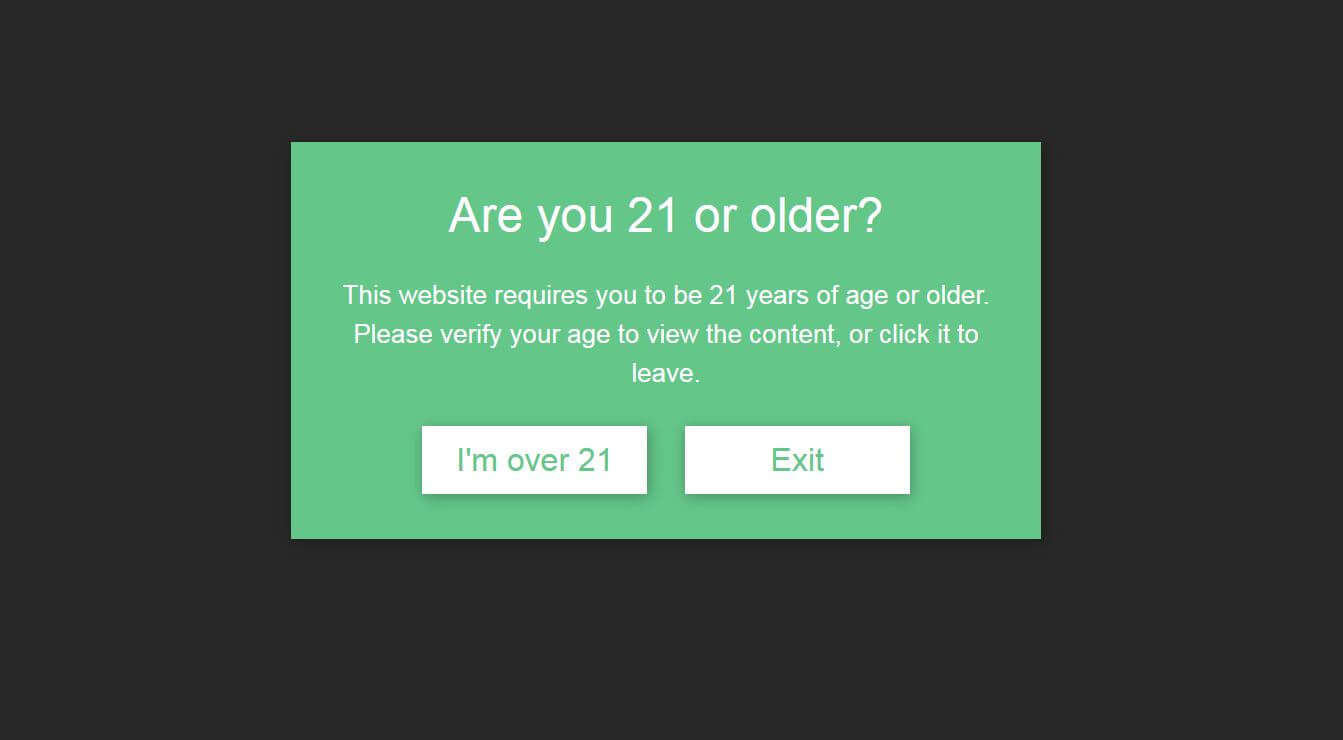 Are you 21 or older?
This website requires you to be 21 years of age or older.
Please verify your age to view the content, or click it to
leave.
I'm over 21
Exit